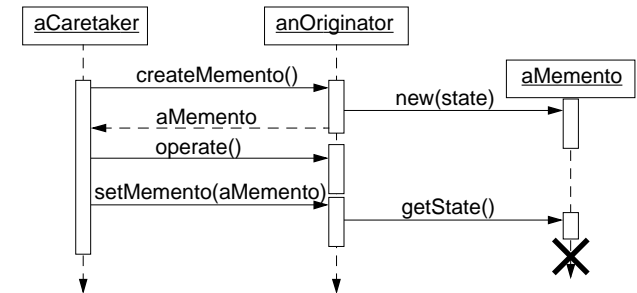 aCaretaker
anOriginator
aMemento
createMemento()
new(state)
aMemento
operate()
setMemento(aMemento)
getState()